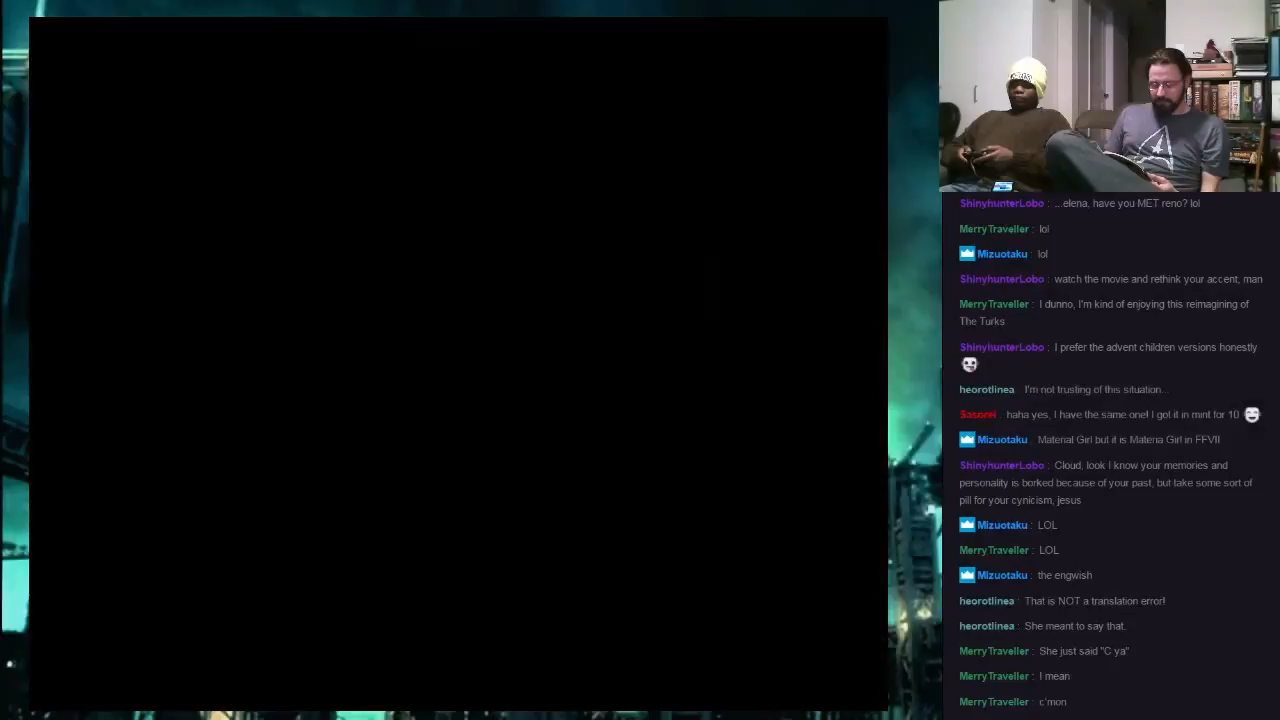 ShinyhunterLobo : ...elena, have you MET reno? lol
MerryTraveller : lol
Mizuotaku : lol
ShinyhunterLobo : watch the movie and rethink your accent, man
MerryTraveller : I dunno, I'm kind of enjoying this reimagining of
The Turks
ShinyhunterLobo : I prefer the advent children versions honestly
heorotlinea : I'm not trusting of this situation...
haha yes, I have the same one! I got it in mint for 10
Mizuotaku : Material Girl but it is Materia Girl in FFVII
ShinyhunterLobo : Cloud, look I know your memories and
personality is borked because of your past, but take some sort of
pill for your cynicism, jesus
Mizuotaku : LOL
MerryTraveller : LOL
Mizuotaku : the engwish
heorotlinea : That is NOT a translation error!
heorotlinea : She meant to say that.
MerryTraveller : She just said "C ya"
MerryTraveller : I mean
MerryTraveller : c'mon